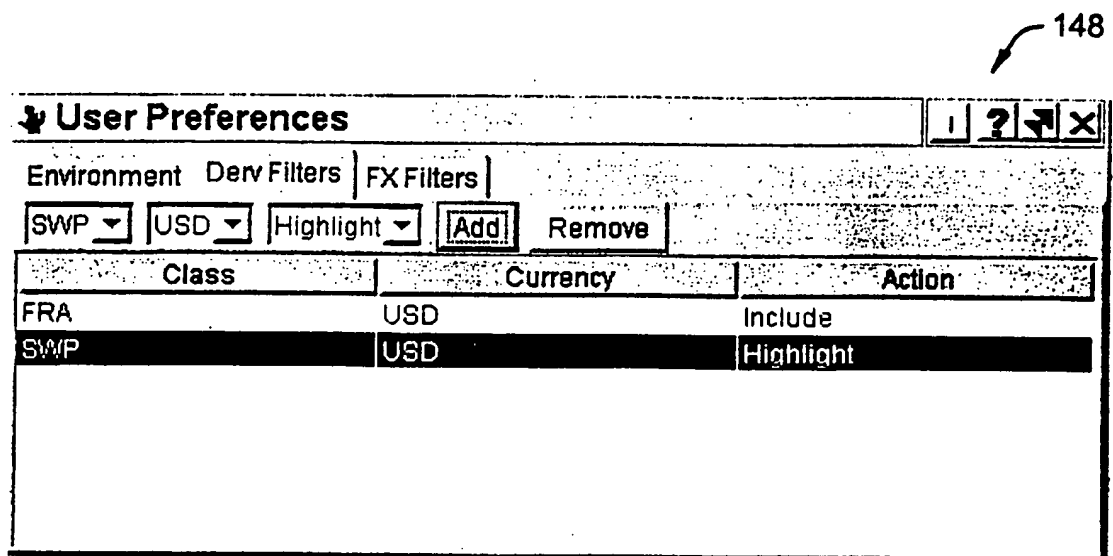 148
User Preferences
Environment Derv Filters FX Filters
SWP USD Highlight Add Remove
Class Currency Action
FRA USD Include
SWP USD Highlight